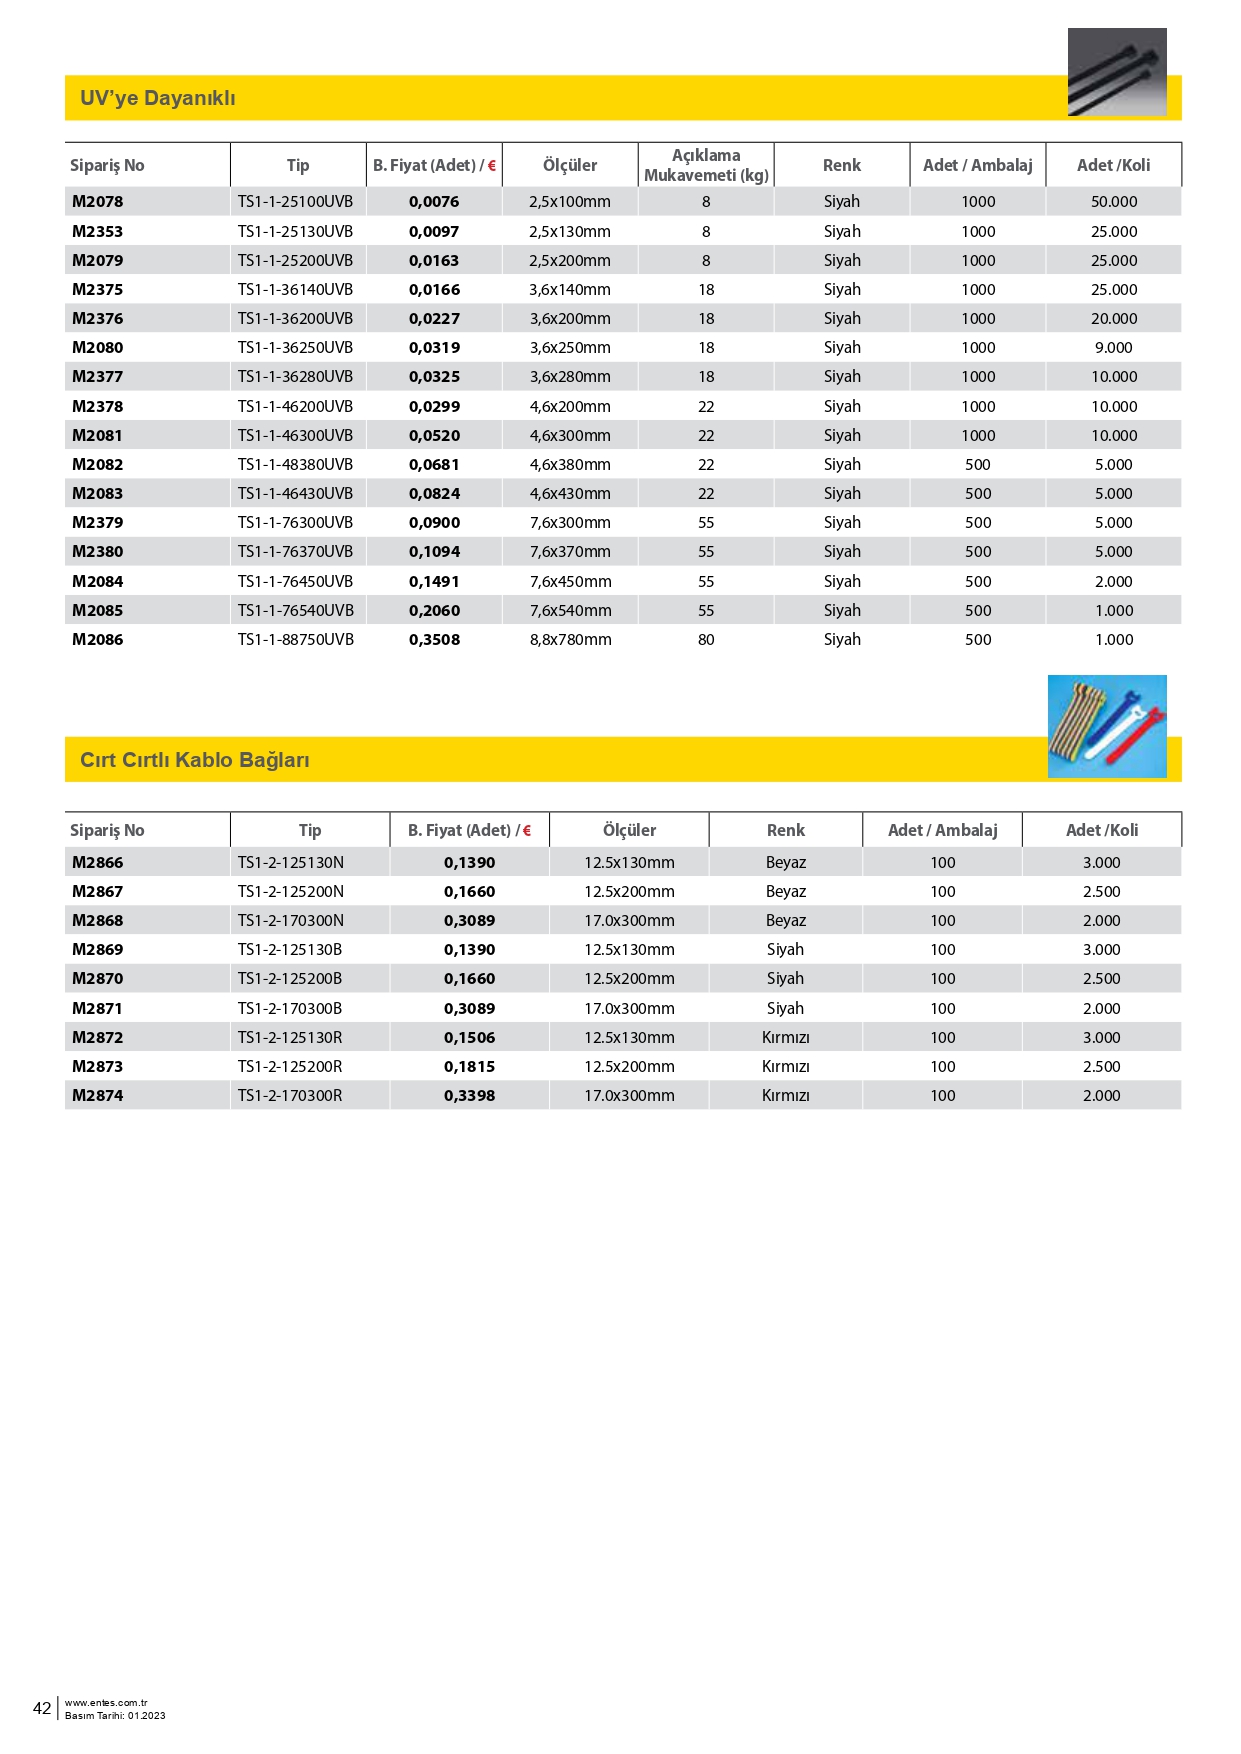 UV’ye Dayanıklı
Sipariş No Tip B. Fiyat (Adet) / € Ölçüler Açıklama Mukavemeti (kg) Renk Adet / Ambalaj Adet /Koli
M2078 TS1-1-25100UVB 0,0076 2,5x100mm 8 Siyah 1000 50.000
M2353 TS1-1-25130UVB 0,0097 2,5x130mm 8 Siyah 1000 25.000
M2079 TS1-1-25200UVB 0,0163 2,5x200mm 8 Siyah 1000 25.000
M2375 TS1-1-36140UVB 0,0166 3,6x140mm 18 Siyah 1000 25.000
M2376 TS1-1-36200UVB 0,0227 3,6x200mm 18 Siyah 1000 20.000
M2080 TS1-1-36250UVB 0,0319 3,6x250mm 18 Siyah 1000 9.000
M2377 TS1-1-36280UVB 0,0325 3,6x280mm 18 Siyah 1000 10.000
M2378 TS1-1-46200UVB 0,0299 4,6x200mm 22 Siyah 1000 10.000
M2081 TS1-1-46300UVB 0,0520 4,6x300mm 22 Siyah 1000 10.000
M2082 TS1-1-48380UVB 0,0681 4,6x380mm 22 Siyah 500 5.000
M2083 TS1-1-46430UVB 0,0824 4,6x430mm 22 Siyah 500 5.000
M2379 TS1-1-76300UVB 0,0900 7,6x300mm 55 Siyah 500 5.000
M2380 TS1-1-76370UVB 0,1094 7,6x370mm 55 Siyah 500 5.000
M2084 TS1-1-76450UVB 0,1491 7,6x450mm 55 Siyah 500 2.000
M2085 TS1-1-76540UVB 0,2060 7,6x540mm 55 Siyah 500 1.000
M2086 TS1-1-88750UVB 0,3508 8,8x780mm 80 Siyah 500 1.000
Cırt Cırtlı Kablo Bağları
Sipariş No Tip B. Fiyat (Adet) / € Ölçüler Renk Adet / Ambalaj Adet /Koli
M2866 TS1-2-125130N 0,1390 12.5x130mm Beyaz 100 3.000
M2867 TS1-2-125200N 0,1660 12.5x200mm Beyaz 100 2.500
M2868 TS1-2-170300N 0,3089 17.0x300mm Beyaz 100 2.000
M2869 TS1-2-125130B 0,1390 12.5x130mm Siyah 100 3.000
M2870 TS1-2-125200B 0,1660 12.5x200mm Siyah 100 2.500
M2871 TS1-2-170300B 0,3089 17.0x300mm Siyah 100 2.000
M2872 TS1-2-125130R 0,1506 12.5x130mm Kırmızı 100 3.000
M2873 TS1-2-125200R 0,1815 12.5x200mm Kırmızı 100 2.500
M2874 TS1-2-170300R 0,3398 17.0x300mm Kırmızı 100 2.000
42 www.entes.com.tr
Basım Tarihi: 01.2023